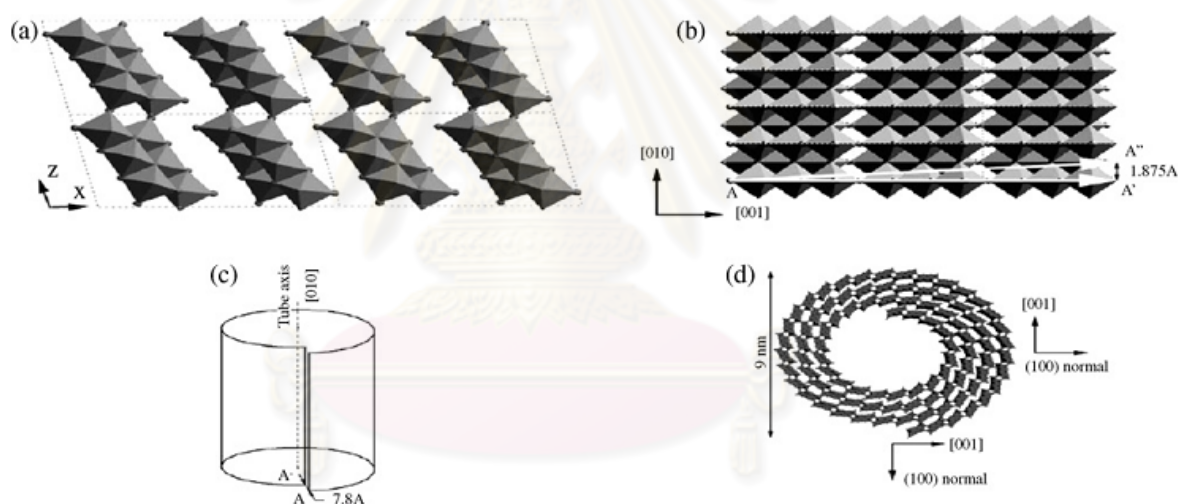 (a)
Z
X
(b)
[010]
[001]
A
A"
1.875A
A'
(c)
Tube axis
[010]
A'
A
7.8A
(d)
9 nm
[001]
(100) normal
[001]
(100) normal